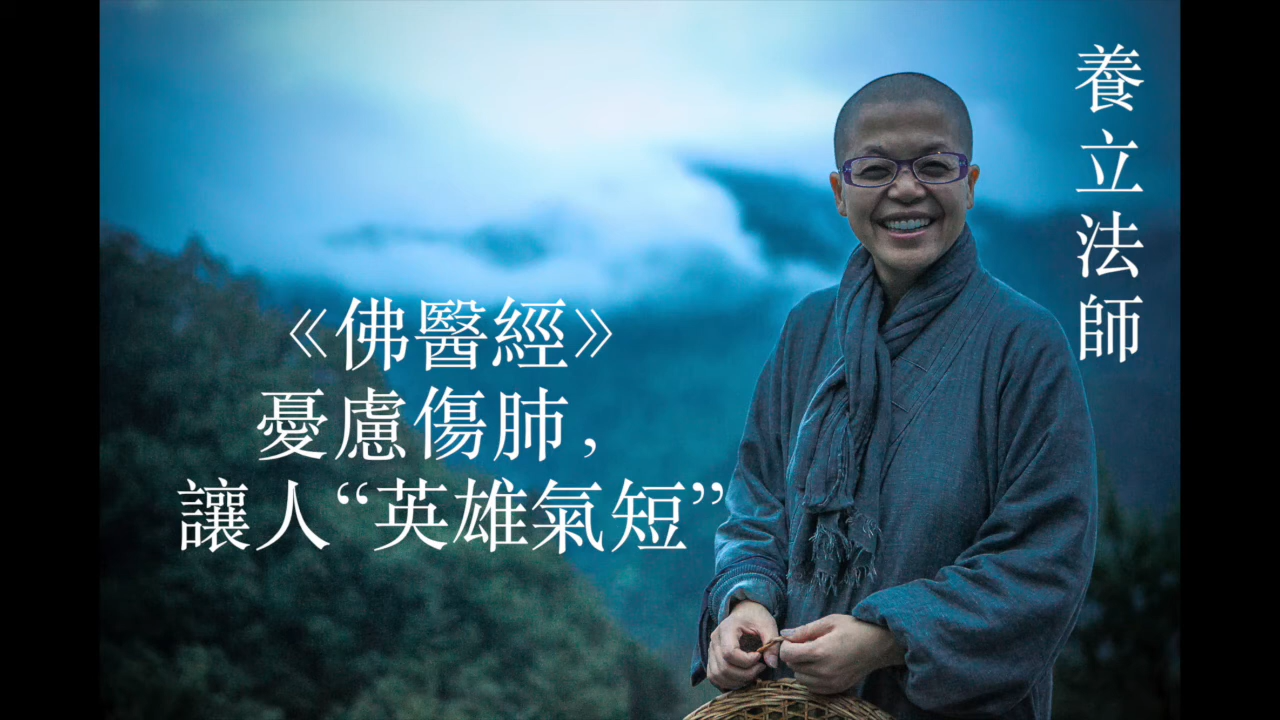 養立法師
《佛醫經》
憂慮傷肺,
讓人“英雄氣短”